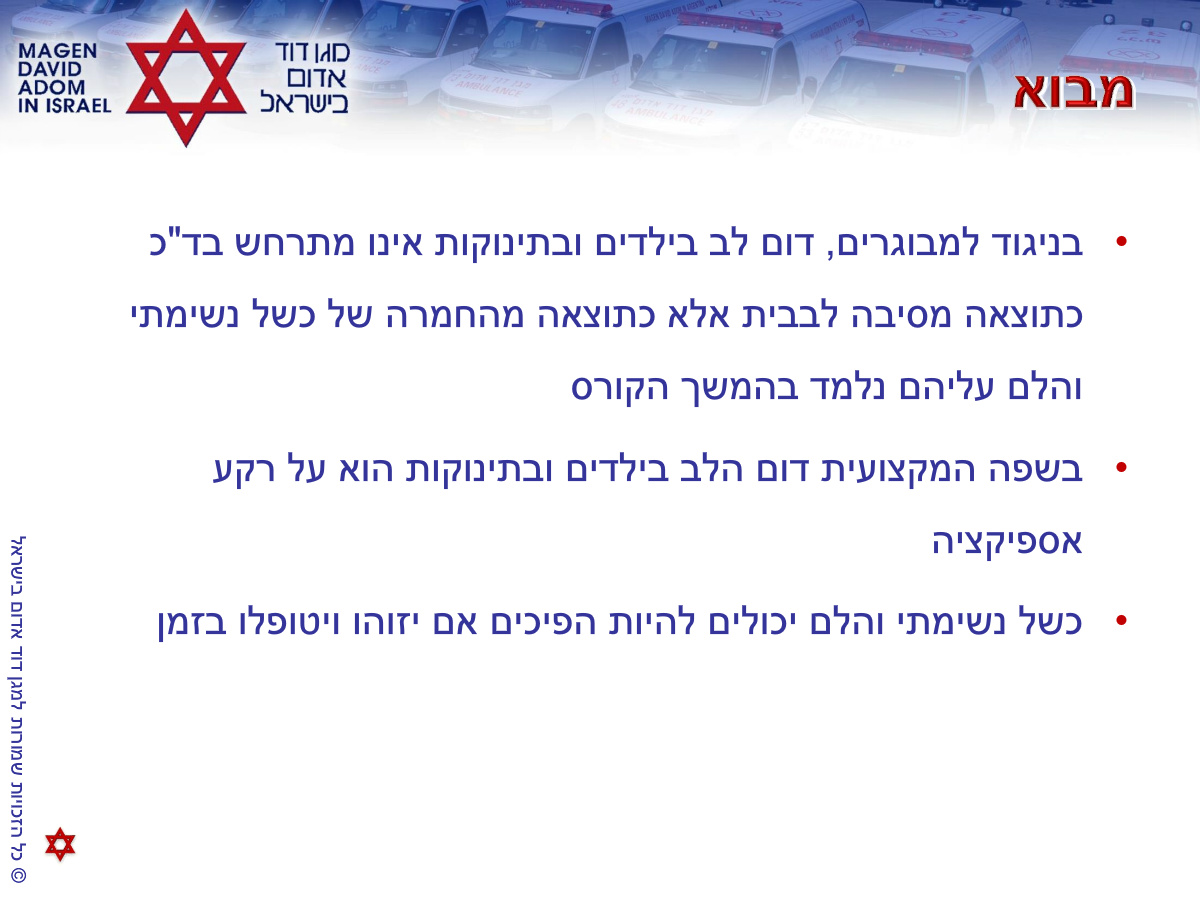 MAGEN
DAVID
ADOM
IN ISRAEL
מגן דוד
אדום
בישראל
מבוא
• בניגוד למבוגרים, דום לב בילדים ובתינוקות אינו מתרחש בד"כ
כתוצאה מסיבה לבבית אלא כתוצאה מהחמרה של כשל נשימתי
והלם עליהם נלמד בהמשך הקורס
• בשפה המקצועית דום הלב בילדים ובתינוקות הוא על רקע
אספיקציה
• כשל נשימתי והלם יכולים להיות הפיכים אם יזוהו ויטופלו בזמן
© כל הזכויות שמורות למגן דוד אדום בישראל